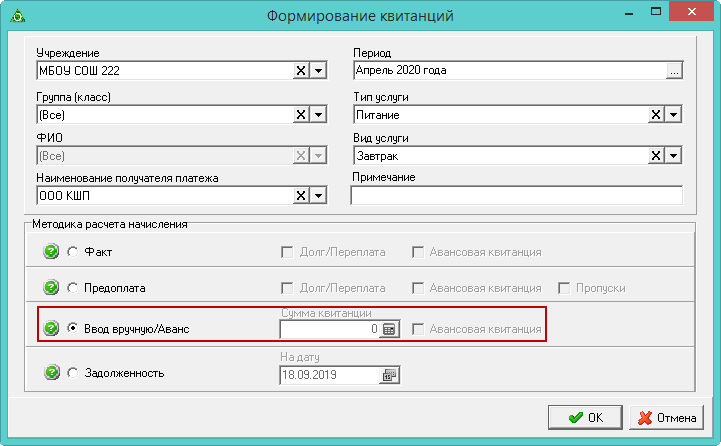 Формирование квитанций
Учреждение
МБОУ СОШ 222
Период
Апрель 2020 года
Группа (класс)
(Все)
Тип услуги
Питание
ФИО
(Все)
Вид услуги
Завтрак
Наименование получателя платежа
ООО КШП
Примечание
Методика расчета начисления
Факт Долг/Переплата Авансовая квитанция
Предоплата Долг/Переплата Авансовая квитанция Пропуски
Сумма квитанции
Ввод вручную/Аванс 0 Авансовая квитанция
На дату
Задолженность 18.09.2019
OK Отмена